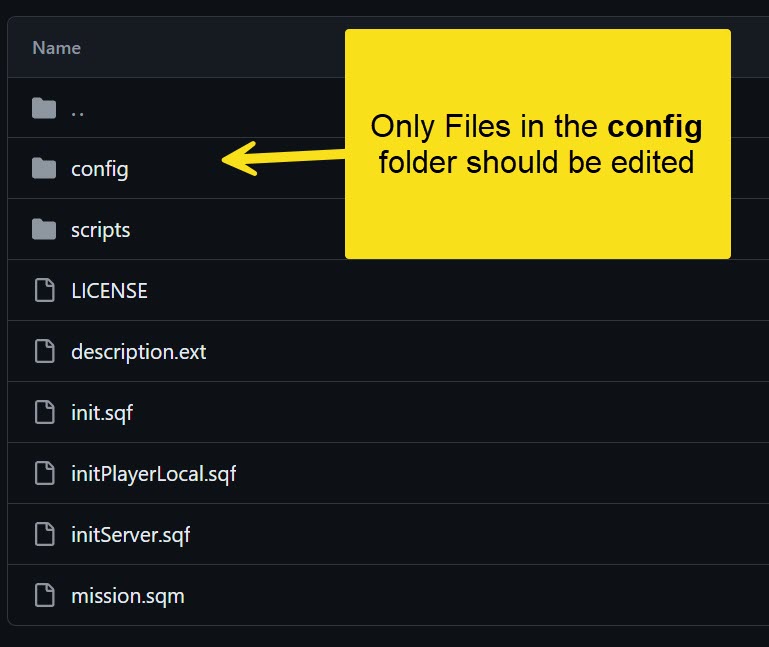 Name
..
config
Only Files in the config
folder should be edited
scripts
LICENSE
description.ext
init.sqf
initPlayerLocal.sqf
initServer.sqf
mission.sqm